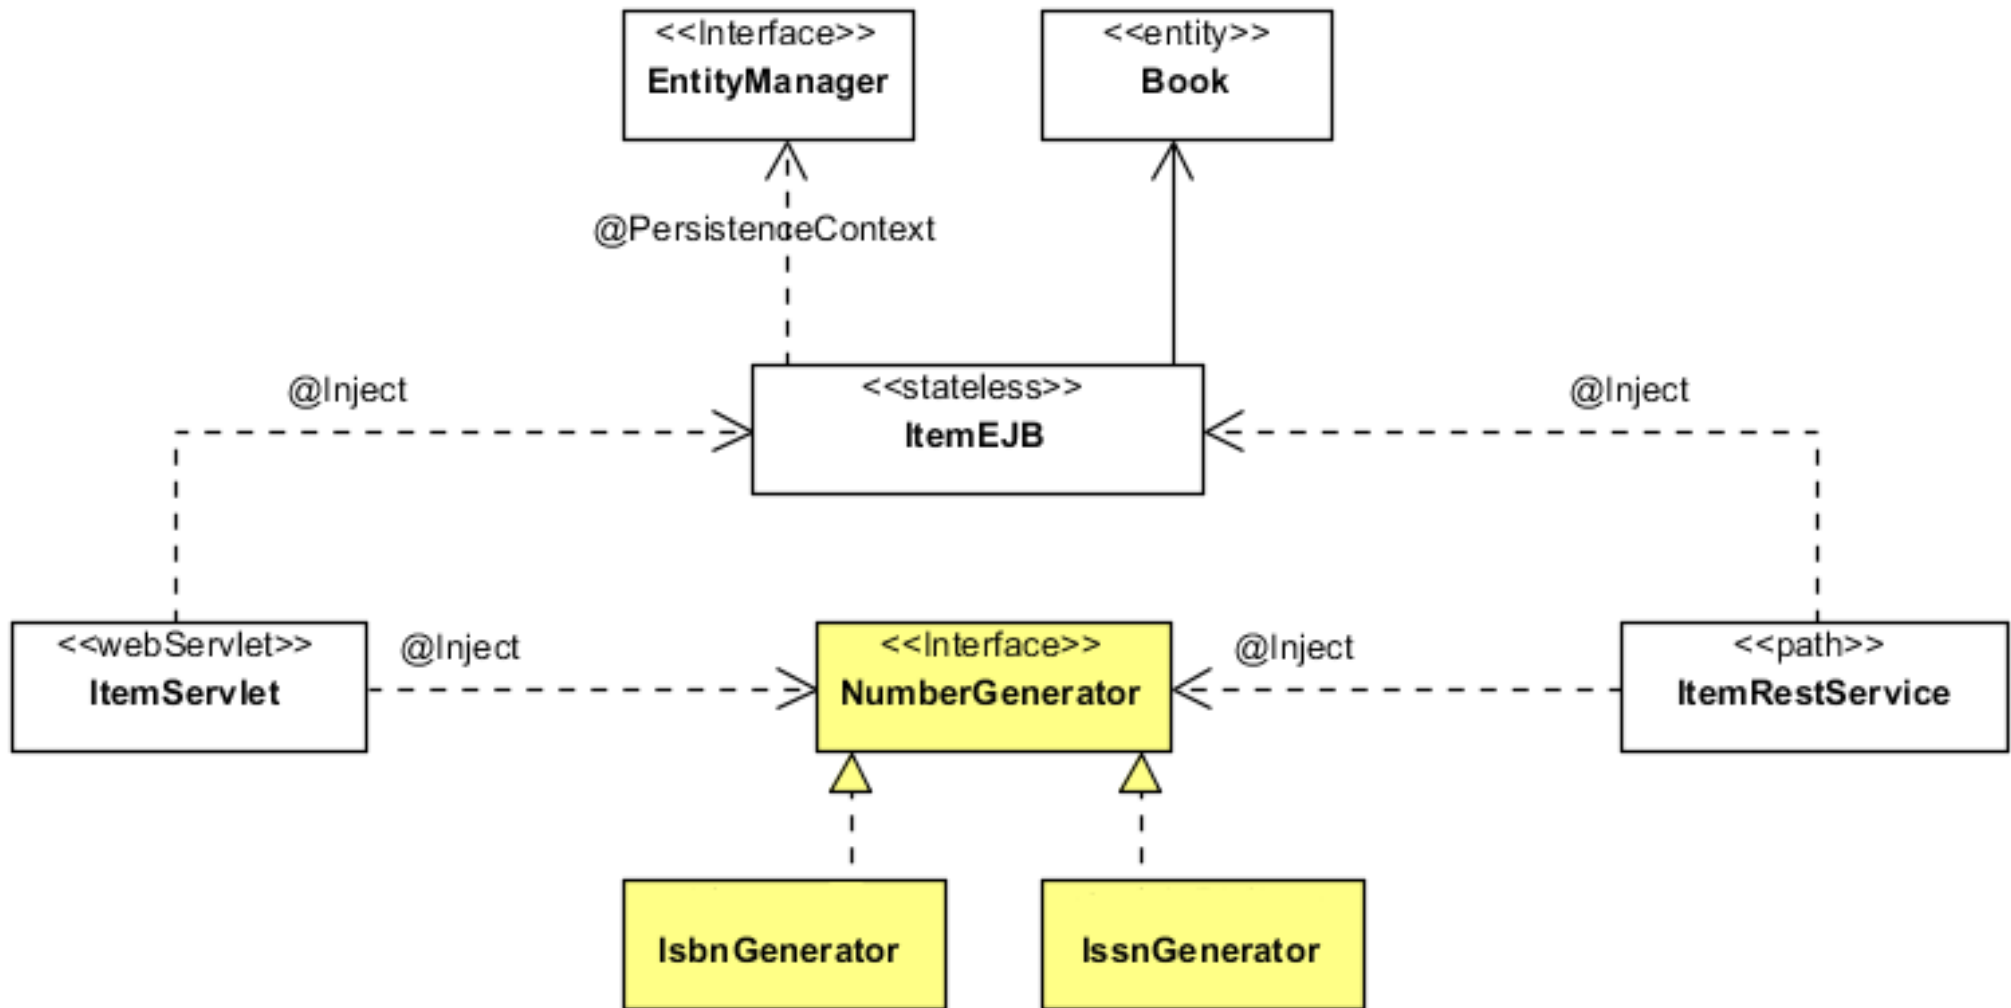 <<Interface>>
EntityManager
<<entity>>
Book
@PersistenceContext
@Inject
<<stateless>>
ItemEJB
@Inject
<<webServlet>>
ItemServlet
@Inject
<<Interface>>
NumberGenerator
@Inject
<<path>>
ItemRestService
IsbnGenerator
IssnGenerator